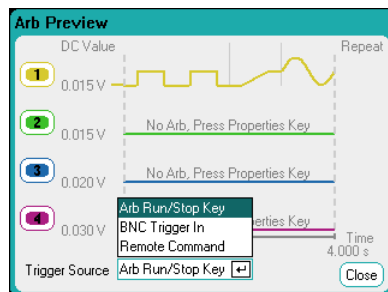 Arb Preview
DC Value
Repeat
1
0.015 V
2
0.015 V
No Arb, Press Properties Key
3
0.020 V
No Arb, Press Properties Key
4
0.030 V
Arb Run/Stop Key
BNC Trigger In
Remote Command
perties Key
Time
4.000 s
Trigger Source
Arb Run/Stop Key
Close